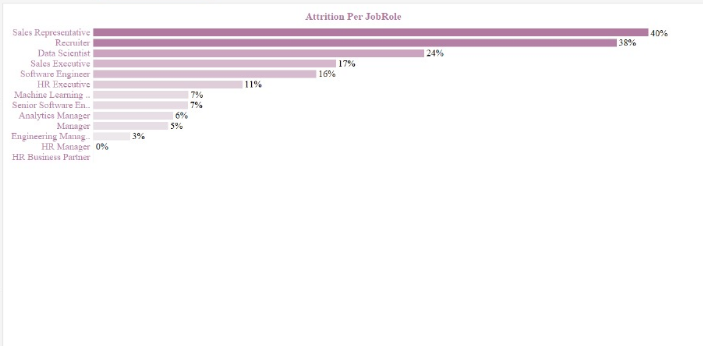 Attrition Per JobRole
Sales Representative 40%
Recruiter 38%
Data Scientist 24%
Sales Executive 17%
Software Engineer 16%
HR Executive 11%
Machine Learning .. 7%
Senior Software En.. 7%
Analytics Manager 6%
Manager 5%
Engineering Manag.. 3%
HR Manager 0%
HR Business Partner